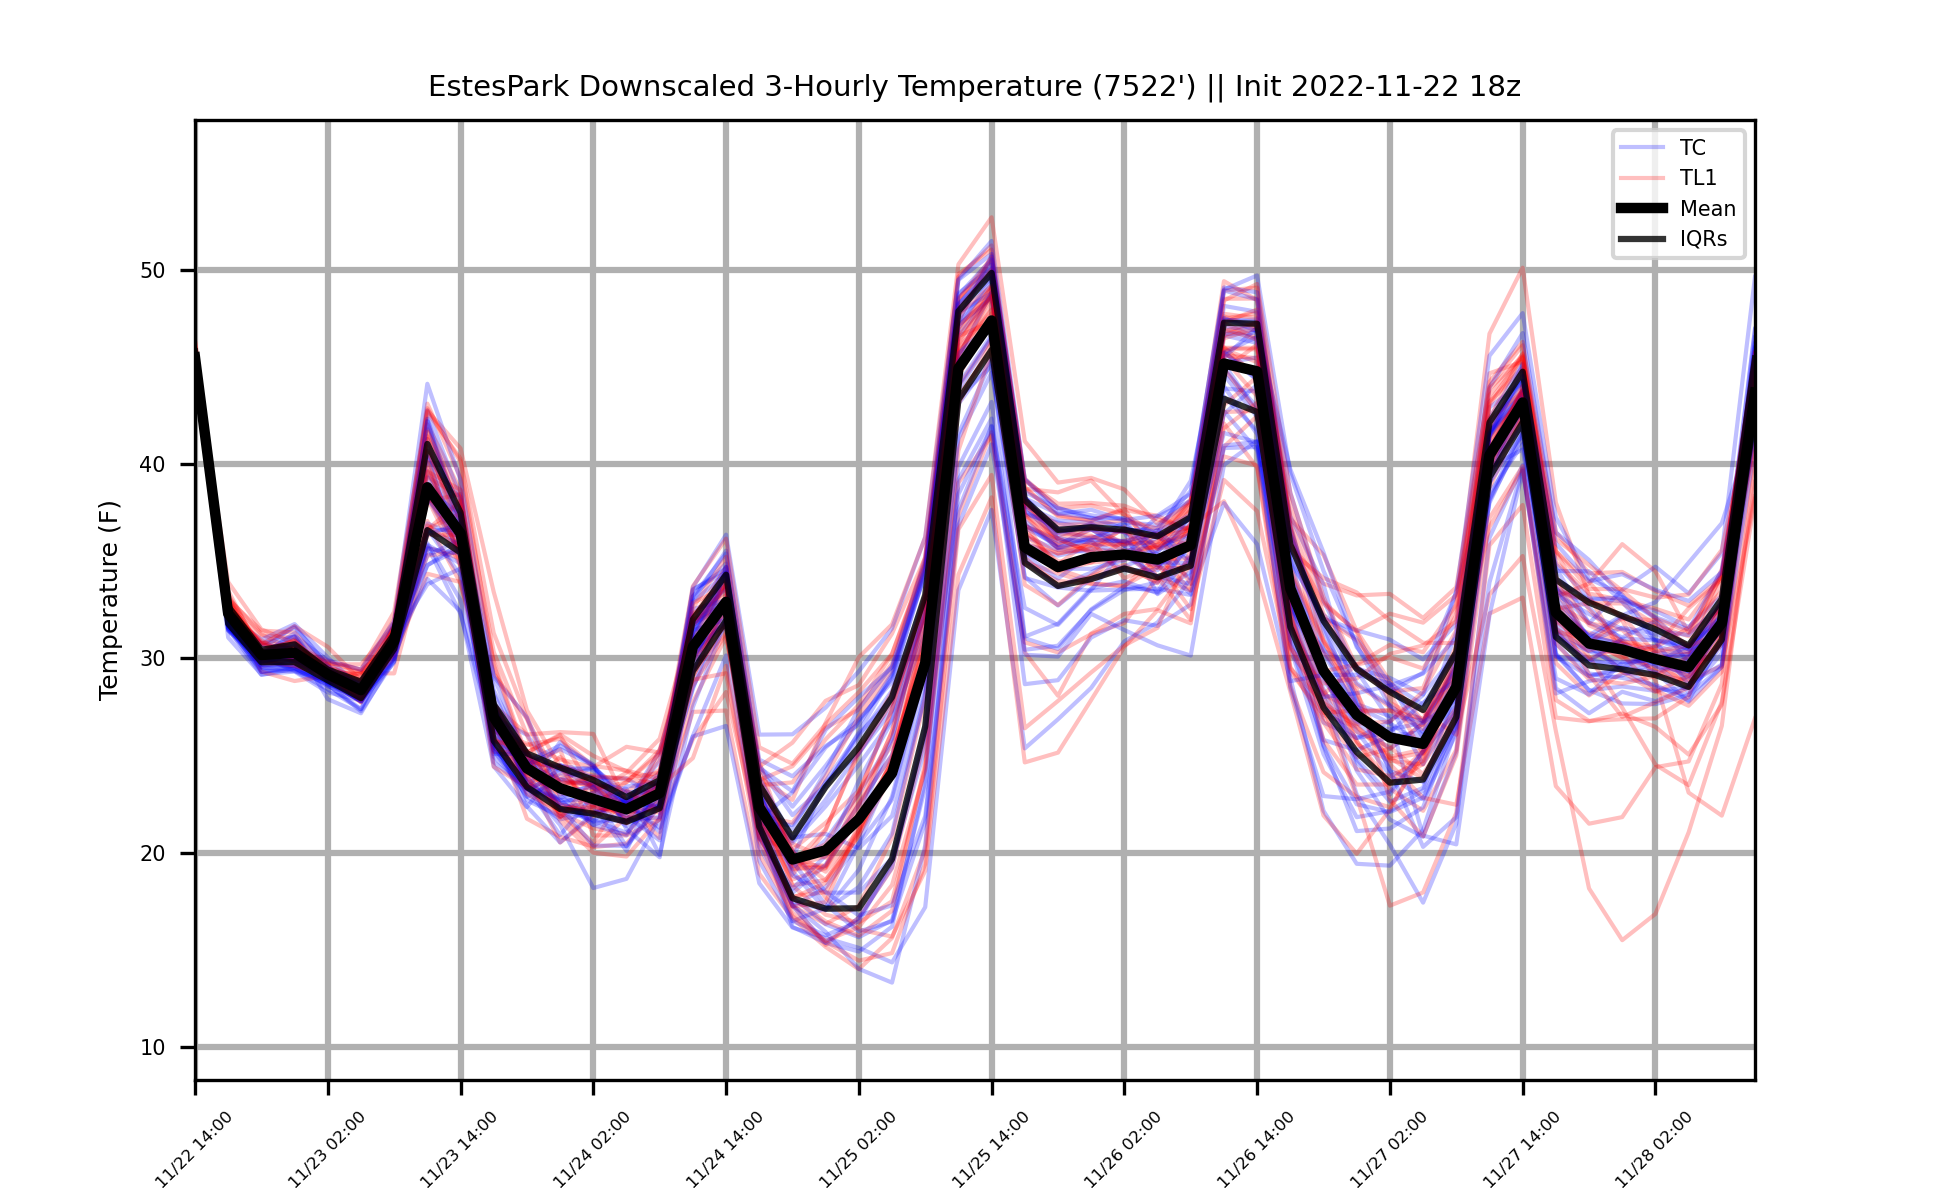 EstesPark Downscaled 3-Hourly Temperature (7522') || Init 2022-11-22 18z
TC
TL1
Mean
IQRs
Temperature (F)
50
40
30
20
10
11/22 14:00
11/23 02:00
11/23 14:00
11/24 02:00
11/24 14:00
11/25 02:00
11/25 14:00
11/26 02:00
11/26 14:00
11/27 02:00
11/27 14:00
11/28 02:00